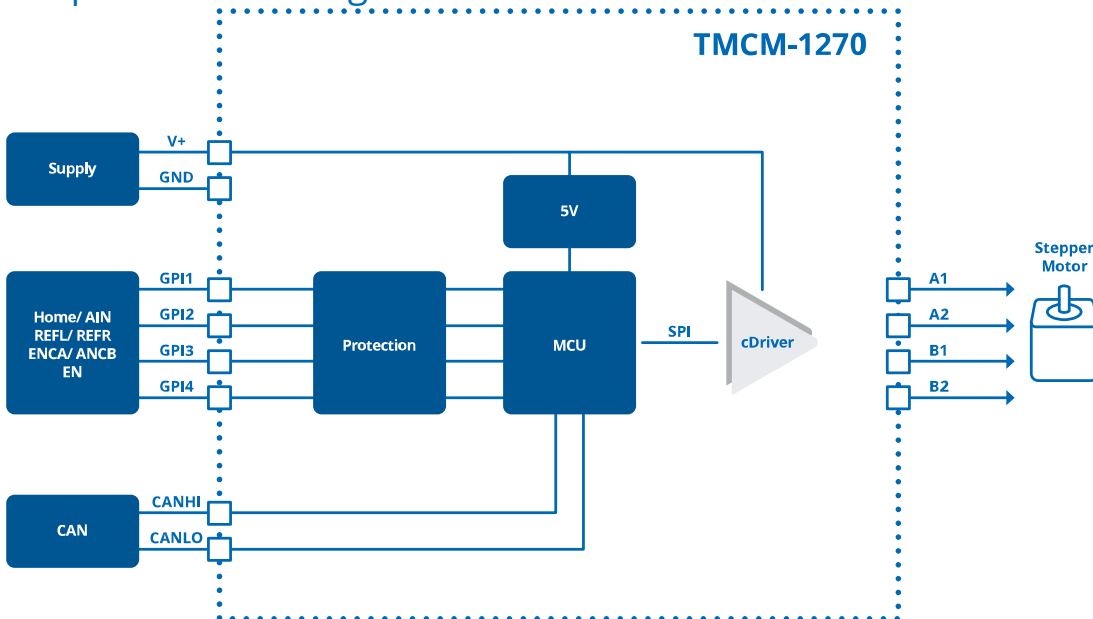 TMCM-1270
Supply
V+
GND
5V
Home/ AIN
REFL/ REFR
ENCA/ ANCB
EN
GPI1
GPI2
GPI3
GPI4
Protection
MCU
SPI
cDriver
A1
A2
B1
B2
Stepper
Motor
CAN
CANHI
CANLO